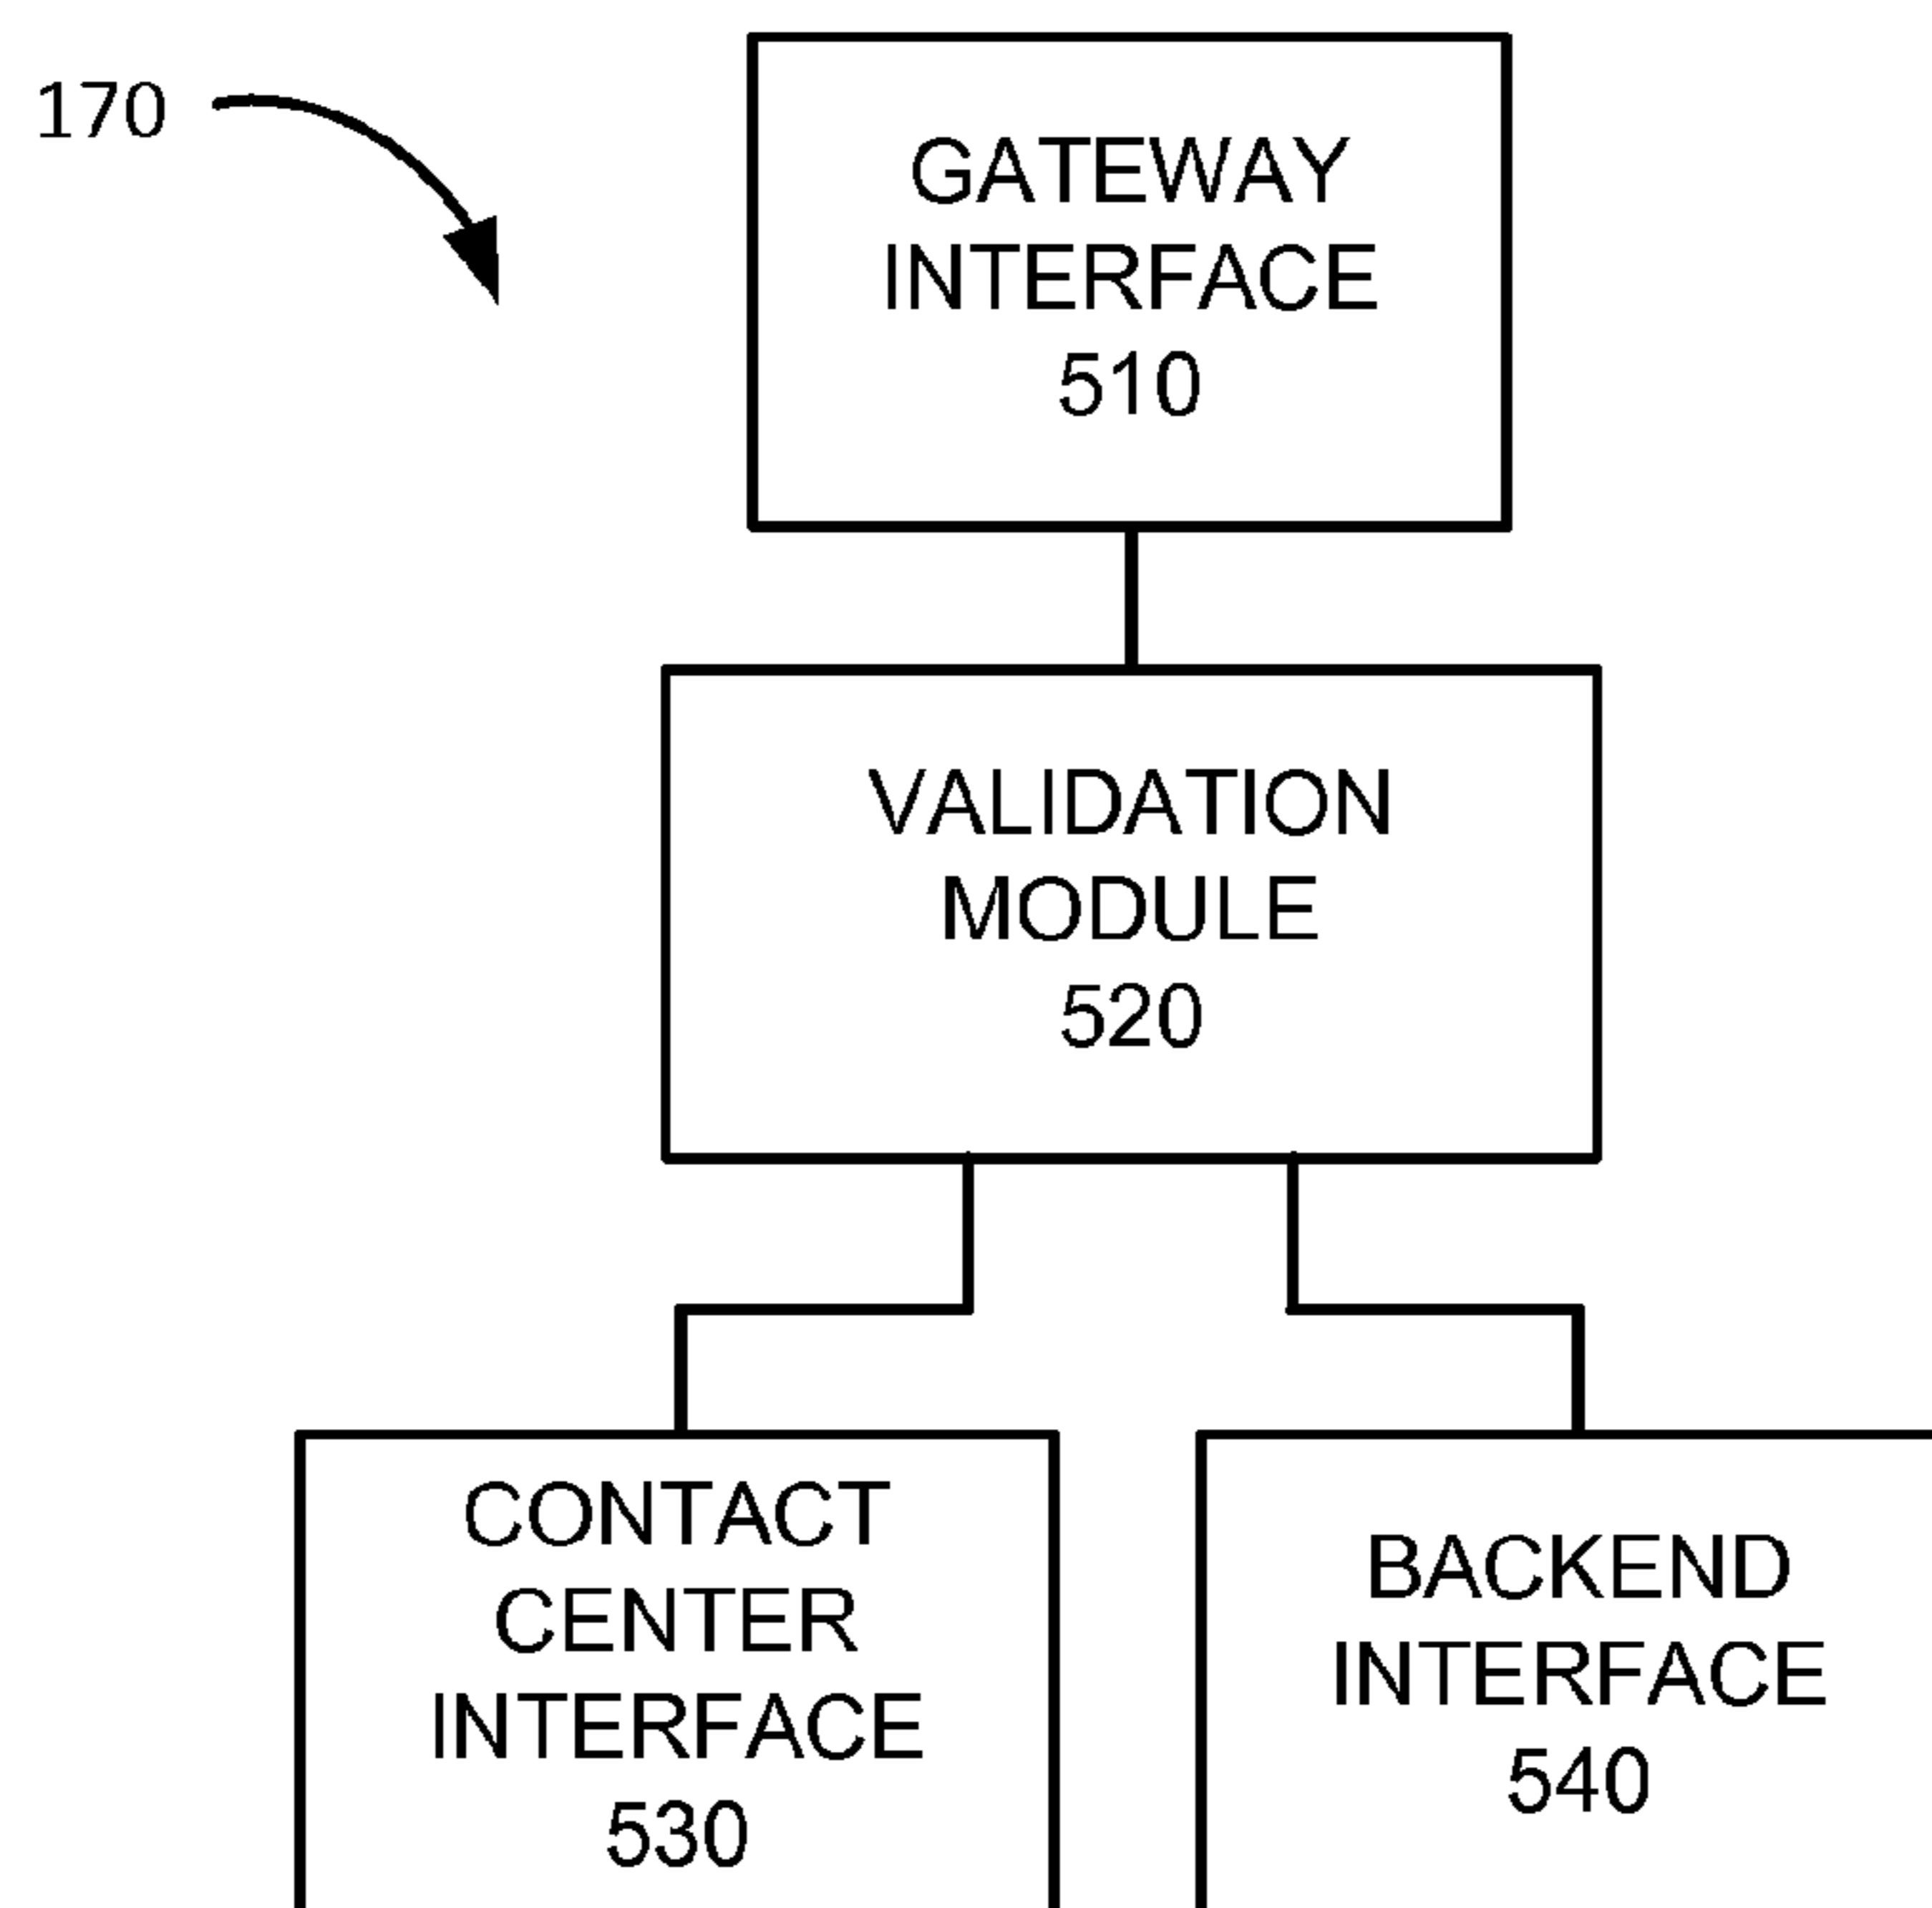 170
GATEWAY
INTERFACE
510
VALIDATION
MODULE
520
CONTACT
CENTER
INTERFACE
530
BACKEND
INTERFACE
540